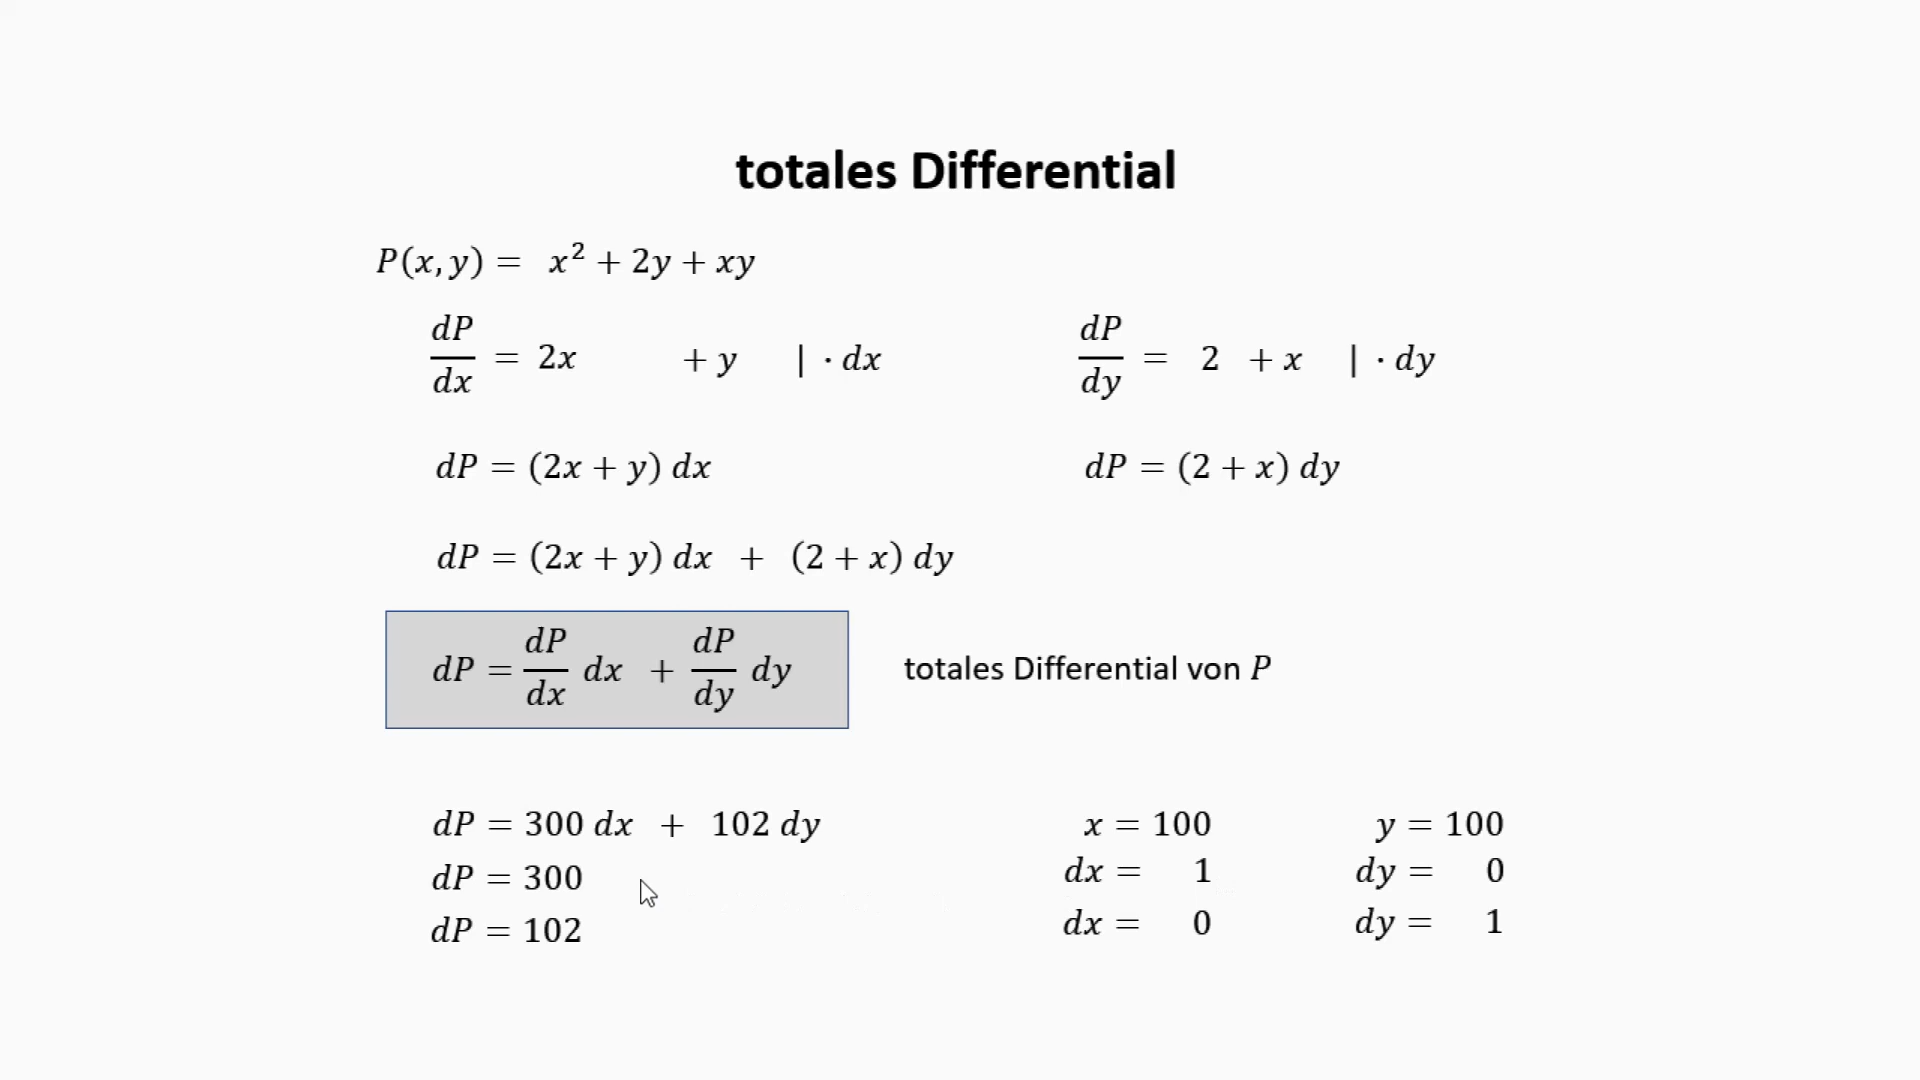 totales Differential
P(x, y) = x² + 2y + xy
dP/dx = 2x + y | · dx    dP/dy = 2 + x | · dy
dP = (2x + y) dx    dP = (2 + x) dy
dP = (2x + y) dx + (2 + x) dy
dP = dP/dx dx + dP/dy dy    totales Differential von P
dP = 300 dx + 102 dy    x = 100    y = 100
dP = 300    dx = 1    dy = 0
dP = 102    dx = 0    dy = 1